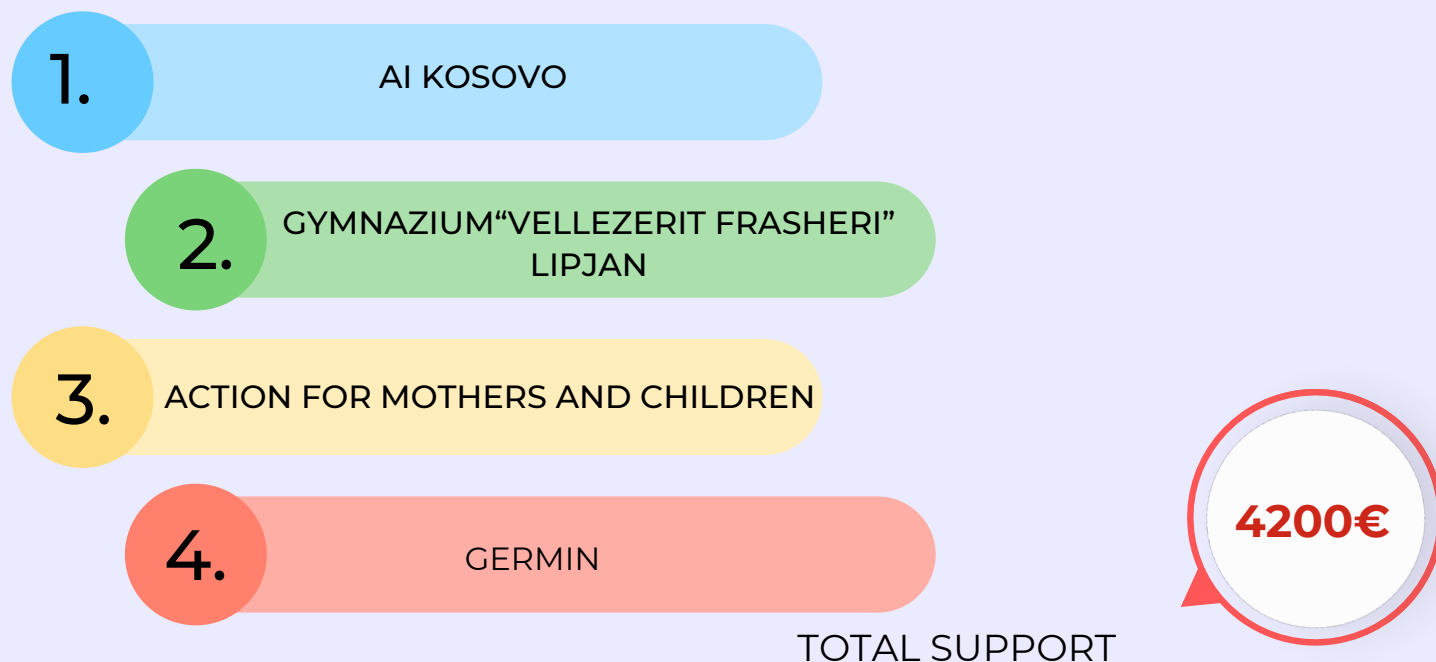 1.
AI KOSOVO
2.
GYMNAZIUM“VELLEZERIT FRASHERI”
LIPJAN
3.
ACTION FOR MOTHERS AND CHILDREN
4.
GERMIN
4200€
TOTAL SUPPORT